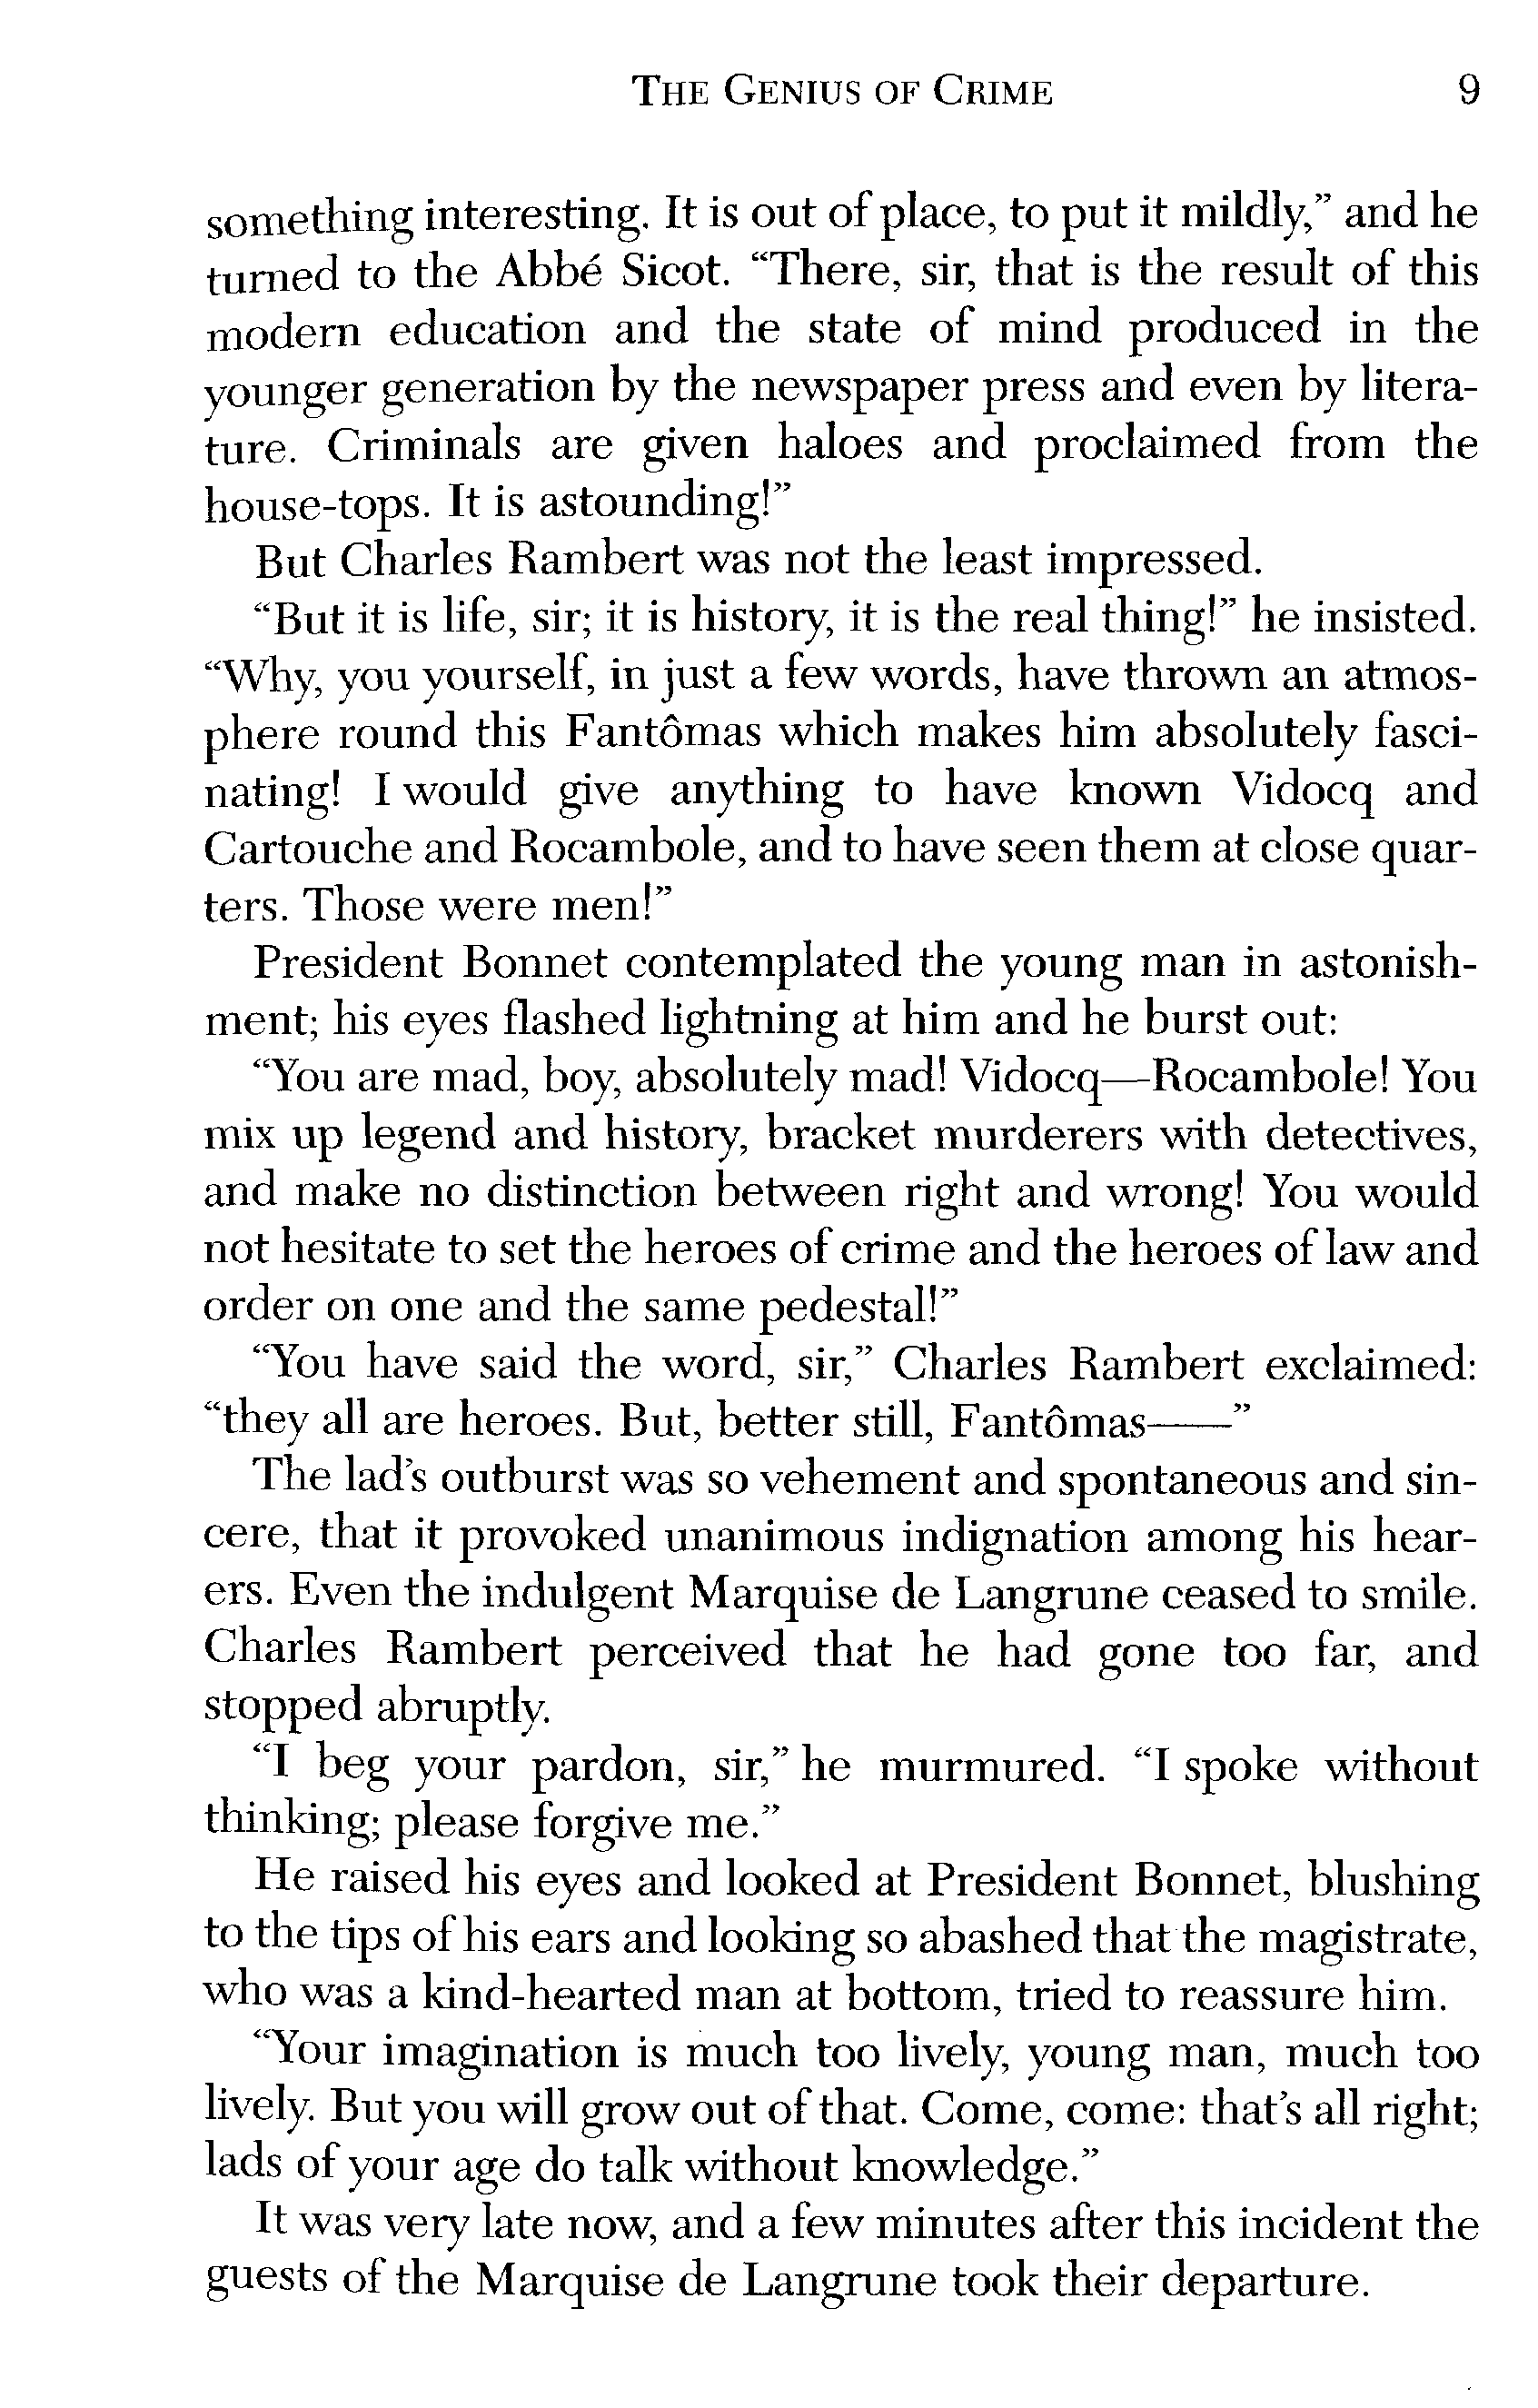 THE GENIUS OF CRIME 9
something interesting. It is out of place, to put it mildly,” and he
turned to the Abbé Sicot. “There, sir, that is the result of this
modern education and the state of mind produced in the
younger generation by the newspaper press and even by litera-
ture. Criminals are given haloes and proclaimed from the
house-tops. It is astounding!”
But Charles Rambert was not the least impressed.
“But it is life, sir; it is history, it is the real thing!” he insisted.
“Why, you yourself, in just a few words, have thrown an atmos-
phere round this Fantômas which makes him absolutely fasci-
nating! I would give anything to have known Vidocq and
Cartouche and Rocambole, and to have seen them at close quar-
ters. Those were men!”
President Bonnet contemplated the young man in astonish-
ment; his eyes flashed lightning at him and he burst out:
“You are mad, boy, absolutely mad! Vidocq—Rocambole! You
mix up legend and history, bracket murderers with detectives,
and make no distinction between right and wrong! You would
not hesitate to set the heroes of crime and the heroes of law and
order on one and the same pedestal!”
“You have said the word, sir,” Charles Rambert exclaimed:
“they all are heroes. But, better still, Fantômas——”
The lad’s outburst was so vehement and spontaneous and sin-
cere, that it provoked unanimous indignation among his hear-
ers. Even the indulgent Marquise de Langrune ceased to smile.
Charles Rambert perceived that he had gone too far, and
stopped abruptly.
“I beg your pardon, sir,” he murmured. “I spoke without
thinking; please forgive me.”
He raised his eyes and looked at President Bonnet, blushing
to the tips of his ears and looking so abashed that the magistrate,
who was a kind-hearted man at bottom, tried to reassure him.
“Your imagination is much too lively, young man, much too
lively. But you will grow out of that. Come, come: that’s all right;
lads of your age do talk without knowledge.”
It was very late now, and a few minutes after this incident the
guests of the Marquise de Langrune took their departure.